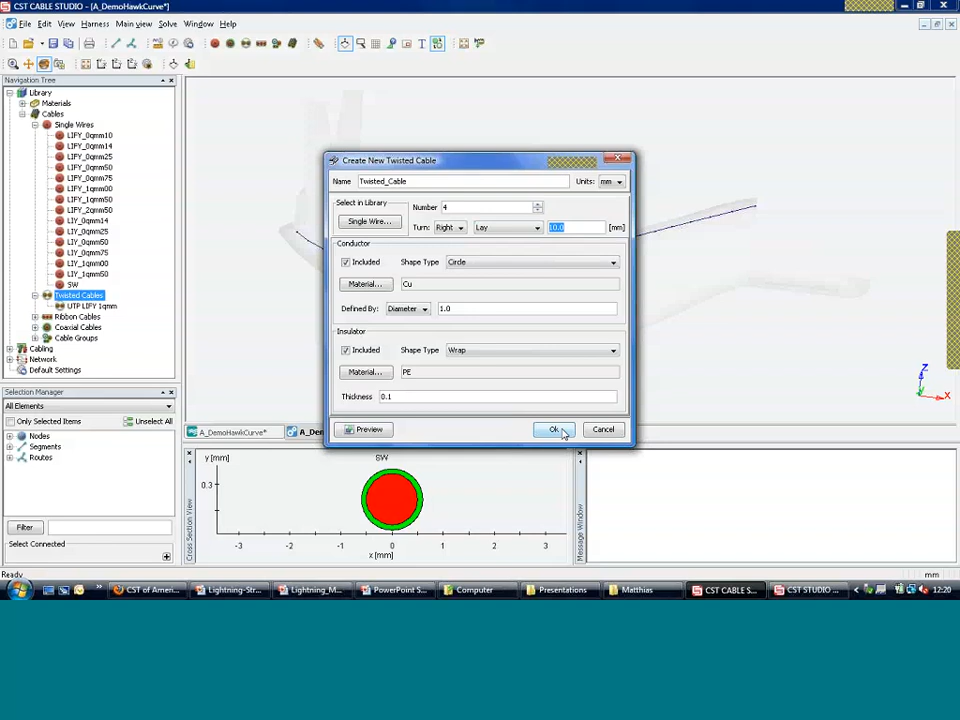 CST CABLE STUDIO - [A_DemoHawkCurve*]
File Edit View Harness Main view Solve Window Help
Navigation Tree
Library
Materials
Cables
Single Wires
LIFY_0qmm10
LIFY_0qmm14
LIFY_0qmm25
LIFY_0qmm50
LIFY_0qmm75
LIFY_1qmm00
LIFY_1qmm50
LIFY_2qmm50
LIY_0qmm14
LIY_0qmm25
LIY_0qmm50
LIY_0qmm75
LIY_1qmm00
LIY_1qmm50
SW
Twisted Cables
UTP LIFY 1qmm
Ribbon Cables
Coaxial Cables
Cable Groups
Cabling
Network
Default Settings
Selection Manager
All Elements
Only Selected Items Unselect All
Nodes
Segments
Routes
Filter
Select Connected
Ready
Create New Twisted Cable
Name Twisted_Cable Units: mm
Select in Library
Single Wire...
Number 4
Turn: Right Lay 10.0 [mm]
Conductor
Included Shape Type Circle
Material... Cu
Defined By: Diameter 1.0
Insulator
Included Shape Type Wrap
Material... PE
Thickness 0.1
Preview Ok Cancel
A_DemoHawkCurve* A_Den
Cross Section View
y [mm]
SW
0.3
-3 -2 -1 0 1 2 3
x [mm]
Message Window
Z
Y
X
mm
CST of Ameri... Lightning-Str... Lightning_M... PowerPoint S... Computer Presentations Matthias CST CABLE S... CST STUDIO ... 12:20